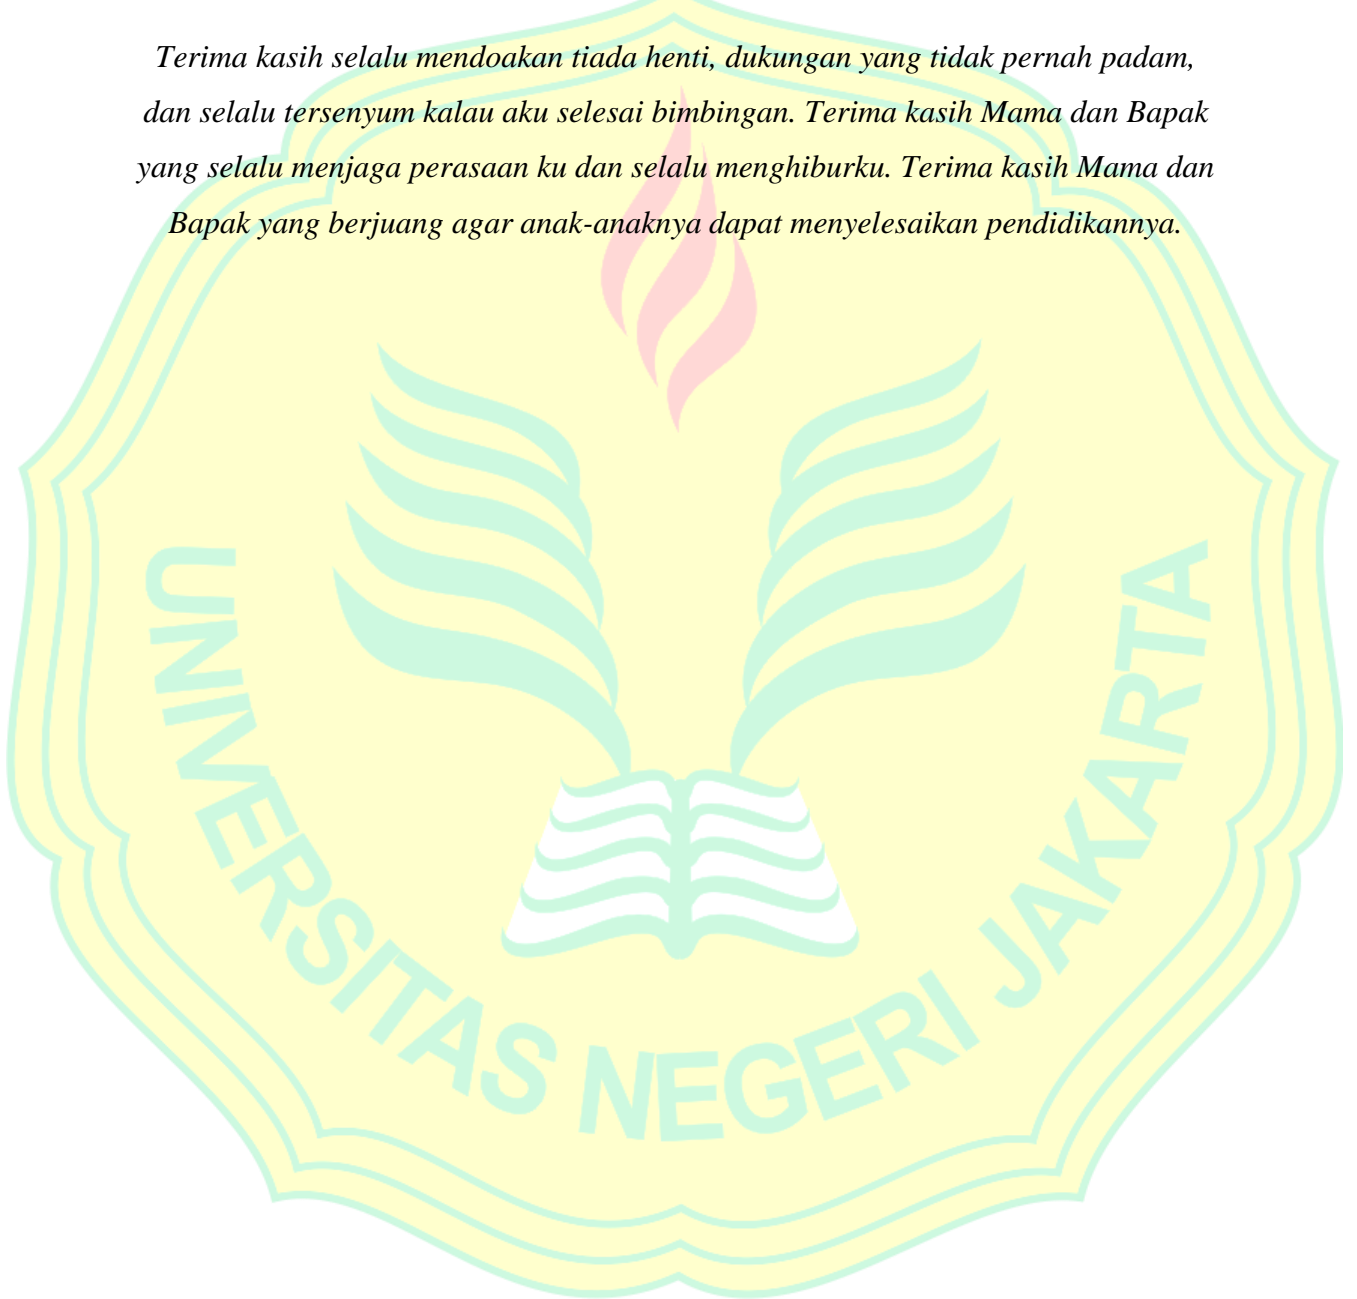 Terima kasih selalu mendoakan tiada henti, dukungan yang tidak pernah padam,
dan selalu tersenyum kalau aku selesai bimbingan. Terima kasih Mama dan Bapak
yang selalu menjaga perasaan ku dan selalu menghiburku. Terima kasih Mama dan
Bapak yang berjuang agar anak-anaknya dapat menyelesaikan pendidikannya.
UNIVERSITAS NEGERI JAKARTA